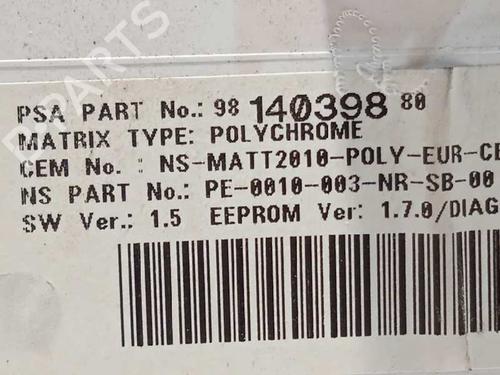 PSA PART No.: 98 140398 80
MATRIX TYPE: POLYCHROME
CEM No. : NS-MATT2010-POLY-EUR-CE
NS PART No.: PE-0010-003-NR-SB-00
SW Ver.: 1.5 EEPROM Ver: 1.7.0/DIAG
B PARTS